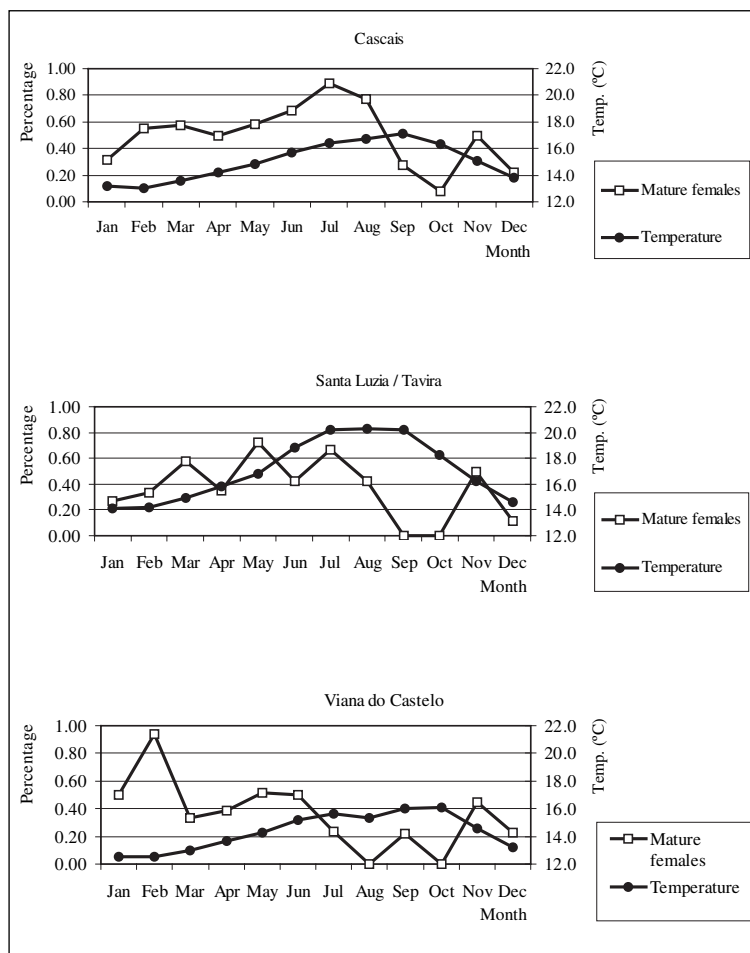 Cascais
Percentage
Temp. (ºC)
1.00 22.0
0.80 20.0
0.60 18.0
0.40 16.0
0.20 14.0
0.00 12.0
Jan Feb Mar Apr May Jun Jul Aug Sep Oct Nov Dec
Month
Mature females
Temperature
Santa Luzia / Tavira
Percentage
Temp. (ºC)
1.00 22.0
0.80 20.0
0.60 18.0
0.40 16.0
0.20 14.0
0.00 12.0
Jan Feb Mar Apr May Jun Jul Aug Sep Oct Nov Dec
Month
Mature females
Temperature
Viana do Castelo
Percentage
Temp. (ºC)
1.00 22.0
0.80 20.0
0.60 18.0
0.40 16.0
0.20 14.0
0.00 12.0
Jan Feb Mar Apr May Jun Jul Aug Sep Oct Nov Dec
Month
Mature
females
Temperature